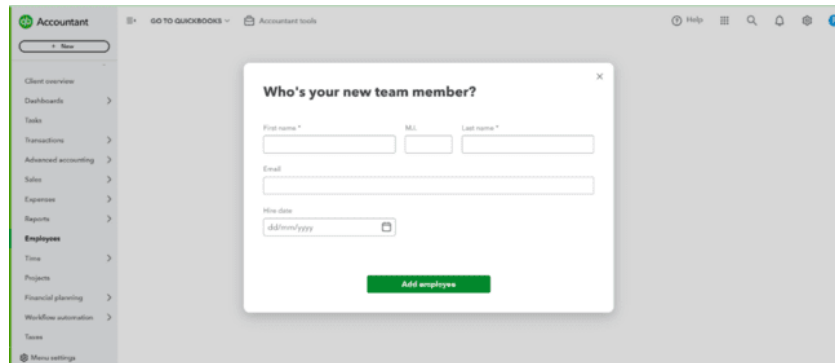 qb Accountant
GO TO QUICKBOOKS
Accountant tools
Help
+ New
Client overview
Dashboards
Tasks
Transactions
Advanced accounting
Sales
Expenses
Reports
Employees
Time
Projects
Financial planning
Workflow automation
Taxes
Menu settings
Who's your new team member?
First name * M.I. Last name *
Email
Hire date
dd/mm/yyyy
Add employee